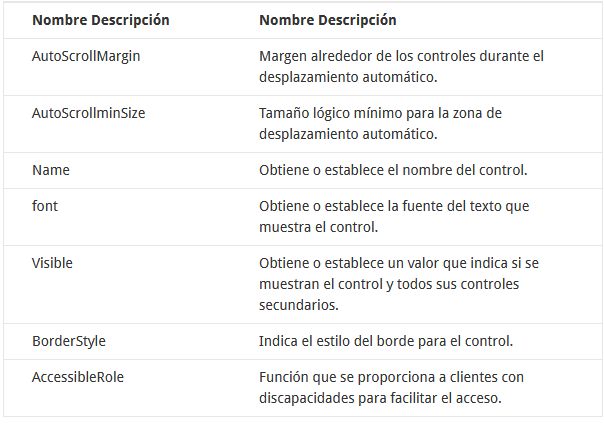 Nombre Descripción Nombre Descripción
AutoScrollMargin Margen alrededor de los controles durante el
desplazamiento automático.
AutoScrollminSize Tamaño lógico mínimo para la zona de
desplazamiento automático.
Name Obtiene o establece el nombre del control.
font Obtiene o establece la fuente del texto que
muestra el control.
Visible Obtiene o establece un valor que indica si se
muestran el control y todos sus controles
secundarios.
BorderStyle Indica el estilo del borde para el control.
AccessibleRole Función que se proporciona a clientes con
discapacidades para facilitar el acceso.